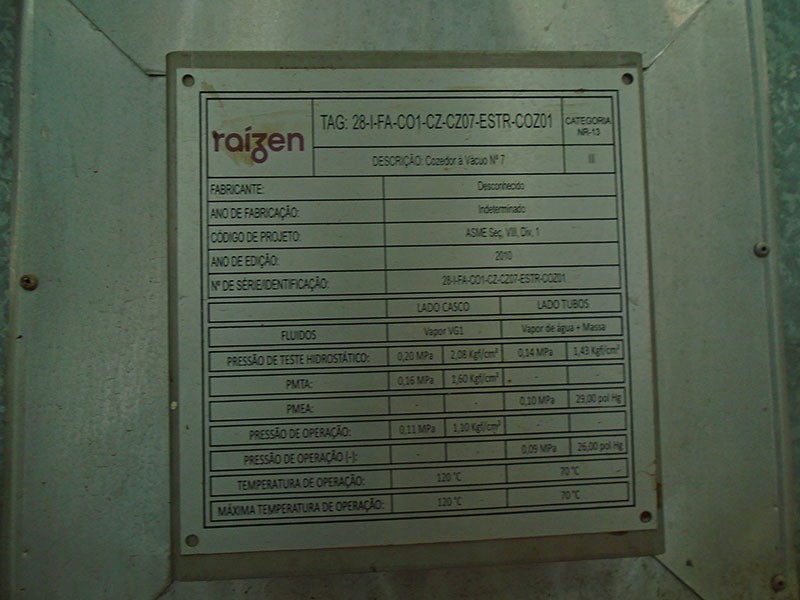 raízen
TAG: 28-I-FA-CO1-CZ-CZ07-ESTR-COZ01
CATEGORIA NR-13
DESCRIÇÃO: Cozedor à Vácuo Nº 7
III
FABRICANTE: Desconhecido
ANO DE FABRICAÇÃO: Indeterminado
CÓDIGO DE PROJETO: ASME Seç. VIII, Div. 1
ANO DE EDIÇÃO: 2010
Nº DE SÉRIE/IDENTIFICAÇÃO: 28-I-FA-CO1-CZ-CZ07-ESTR-COZ01
LADO CASCO LADO TUBOS
FLUIDOS Vapor VG1 Vapor de água + Massa
PRESSÃO DE TESTE HIDROSTÁTICO: 0,20 MPa 2,08 Kgf/cm² 0,14 MPa 1,43 Kgf/cm²
PMTA: 0,16 MPa 1,60 Kgf/cm² - -
PMEA: - - 0,10 MPa 29,00 pol Hg
PRESSÃO DE OPERAÇÃO: 0,11 MPa 1,10 Kgf/cm² - -
PRESSÃO DE OPERAÇÃO (-): - - 0,09 MPa 26,00 pol Hg
TEMPERATURA DE OPERAÇÃO: 120 °C 70 °C
MÁXIMA TEMPERATURA DE OPERAÇÃO: 120 °C 70 °C